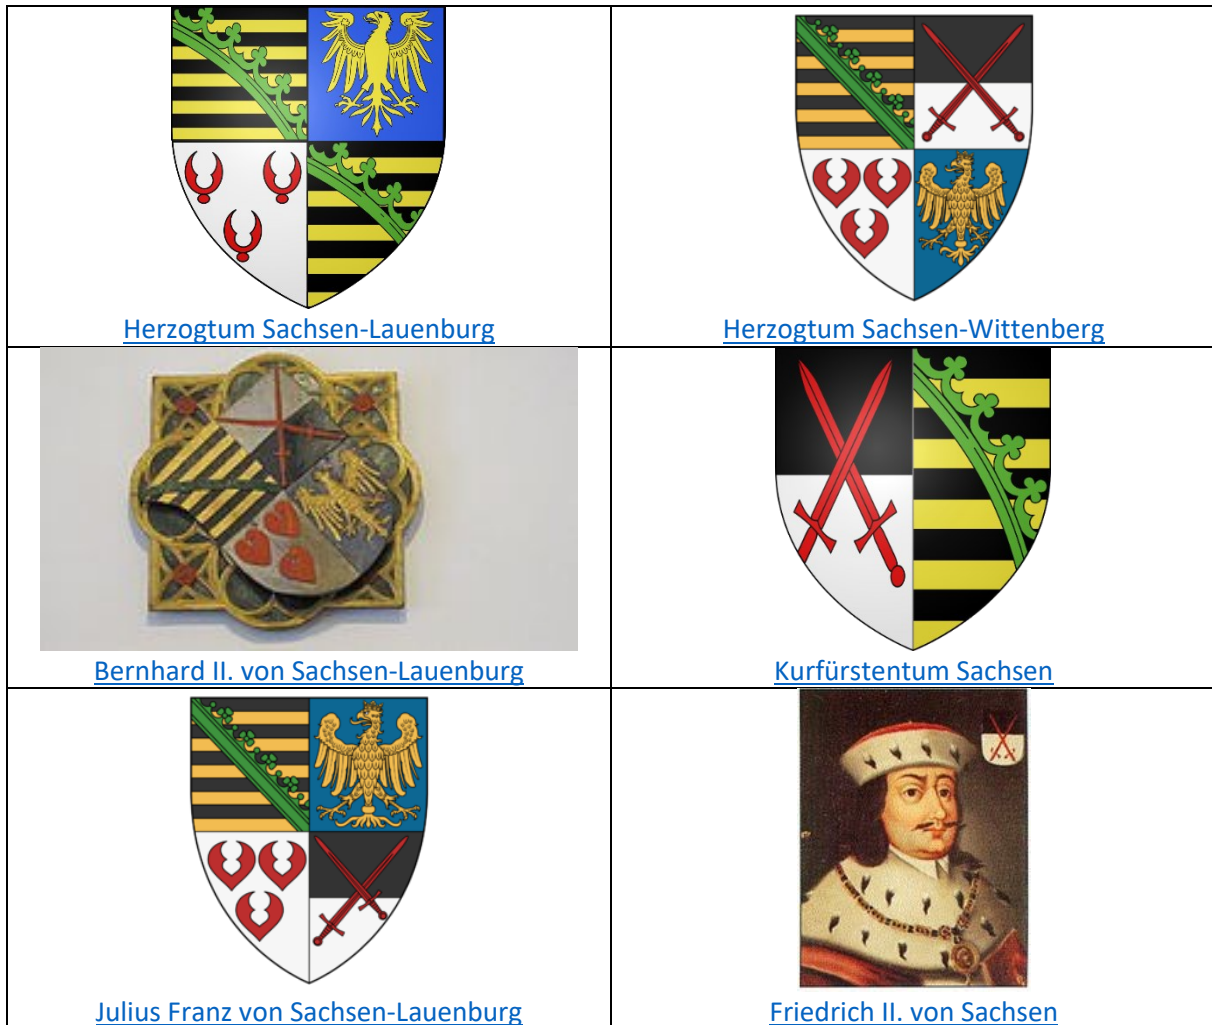 Herzogtum Sachsen-Lauenburg
Herzogtum Sachsen-Wittenberg
Bernhard II. von Sachsen-Lauenburg
Kurfürstentum Sachsen
Julius Franz von Sachsen-Lauenburg
Friedrich II. von Sachsen